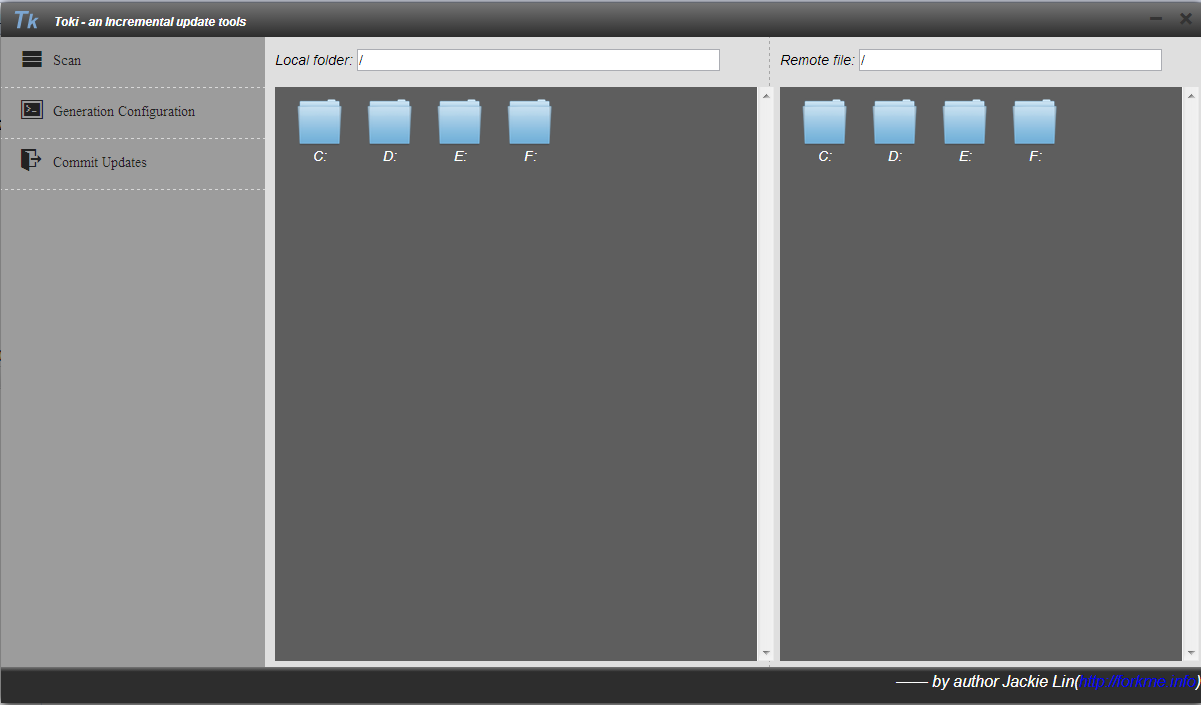 Tk Toki - an Incremental update tools
Scan
Generation Configuration
Commit Updates
Local folder: /
C: D: E: F:
Remote file: /
C: D: E: F:
—— by author Jackie Lin(http://forkme.info)